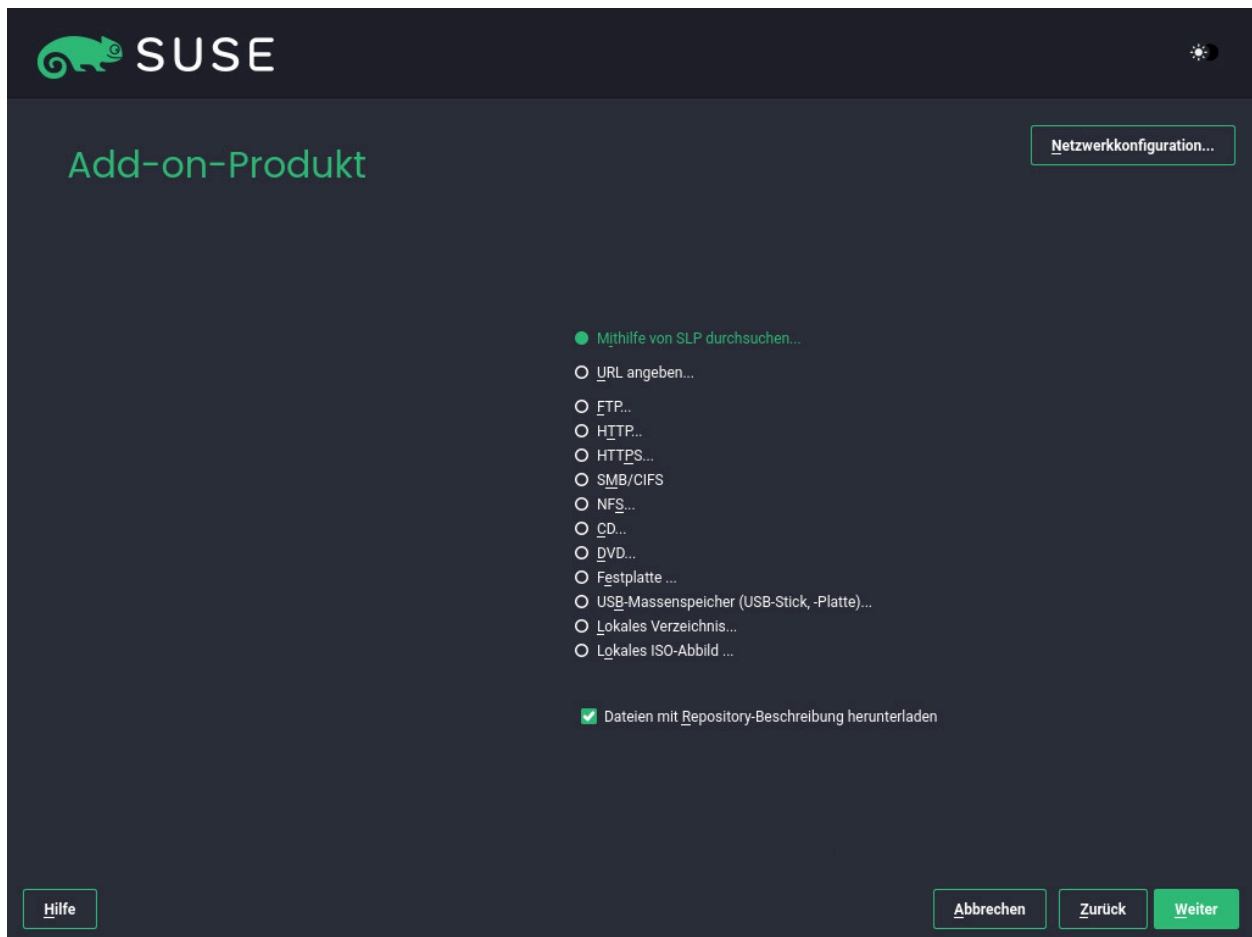 SUSE
Add-on-Produkt
Netzwerkkonfiguration...
Mithilfe von SLP durchsuchen...
URL angeben...
FTP...
HTTP...
HTTPS...
SMB/CIFS
NFS...
CD...
DVD...
Festplatte ...
USB-Massenspeicher (USB-Stick, -Platte)...
Lokales Verzeichnis...
Lokales ISO-Abbild ...
Dateien mit Repository-Beschreibung herunterladen
Hilfe
Abbrechen
Zurück
Weiter